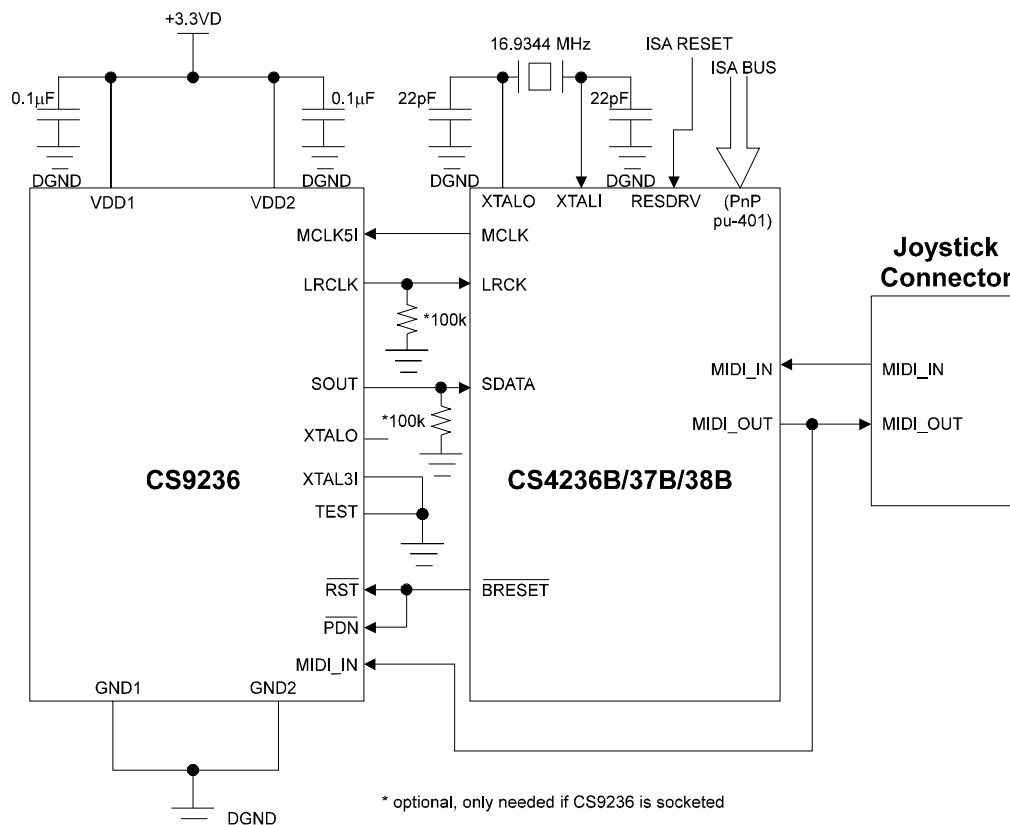 +3.3VD
16.9344 MHz
ISA RESET
ISA BUS
0.1μF
0.1μF
22pF
22pF
DGND
DGND
DGND
DGND
VDD1
VDD2
XTALO
XTALI
RESDRV
(PnP
pu-401)
MCLK5I
MCLK
Joystick
Connector
LRCLK
LRCK
*100k
MIDI_IN
MIDI_IN
SOUT
SDATA
*100k
MIDI_OUT
MIDI_OUT
XTALO
CS9236
XTAL3I
CS4236B/37B/38B
TEST
RST
BRESET
PDN
MIDI_IN
GND1
GND2
DGND
* optional, only needed if CS9236 is socketed